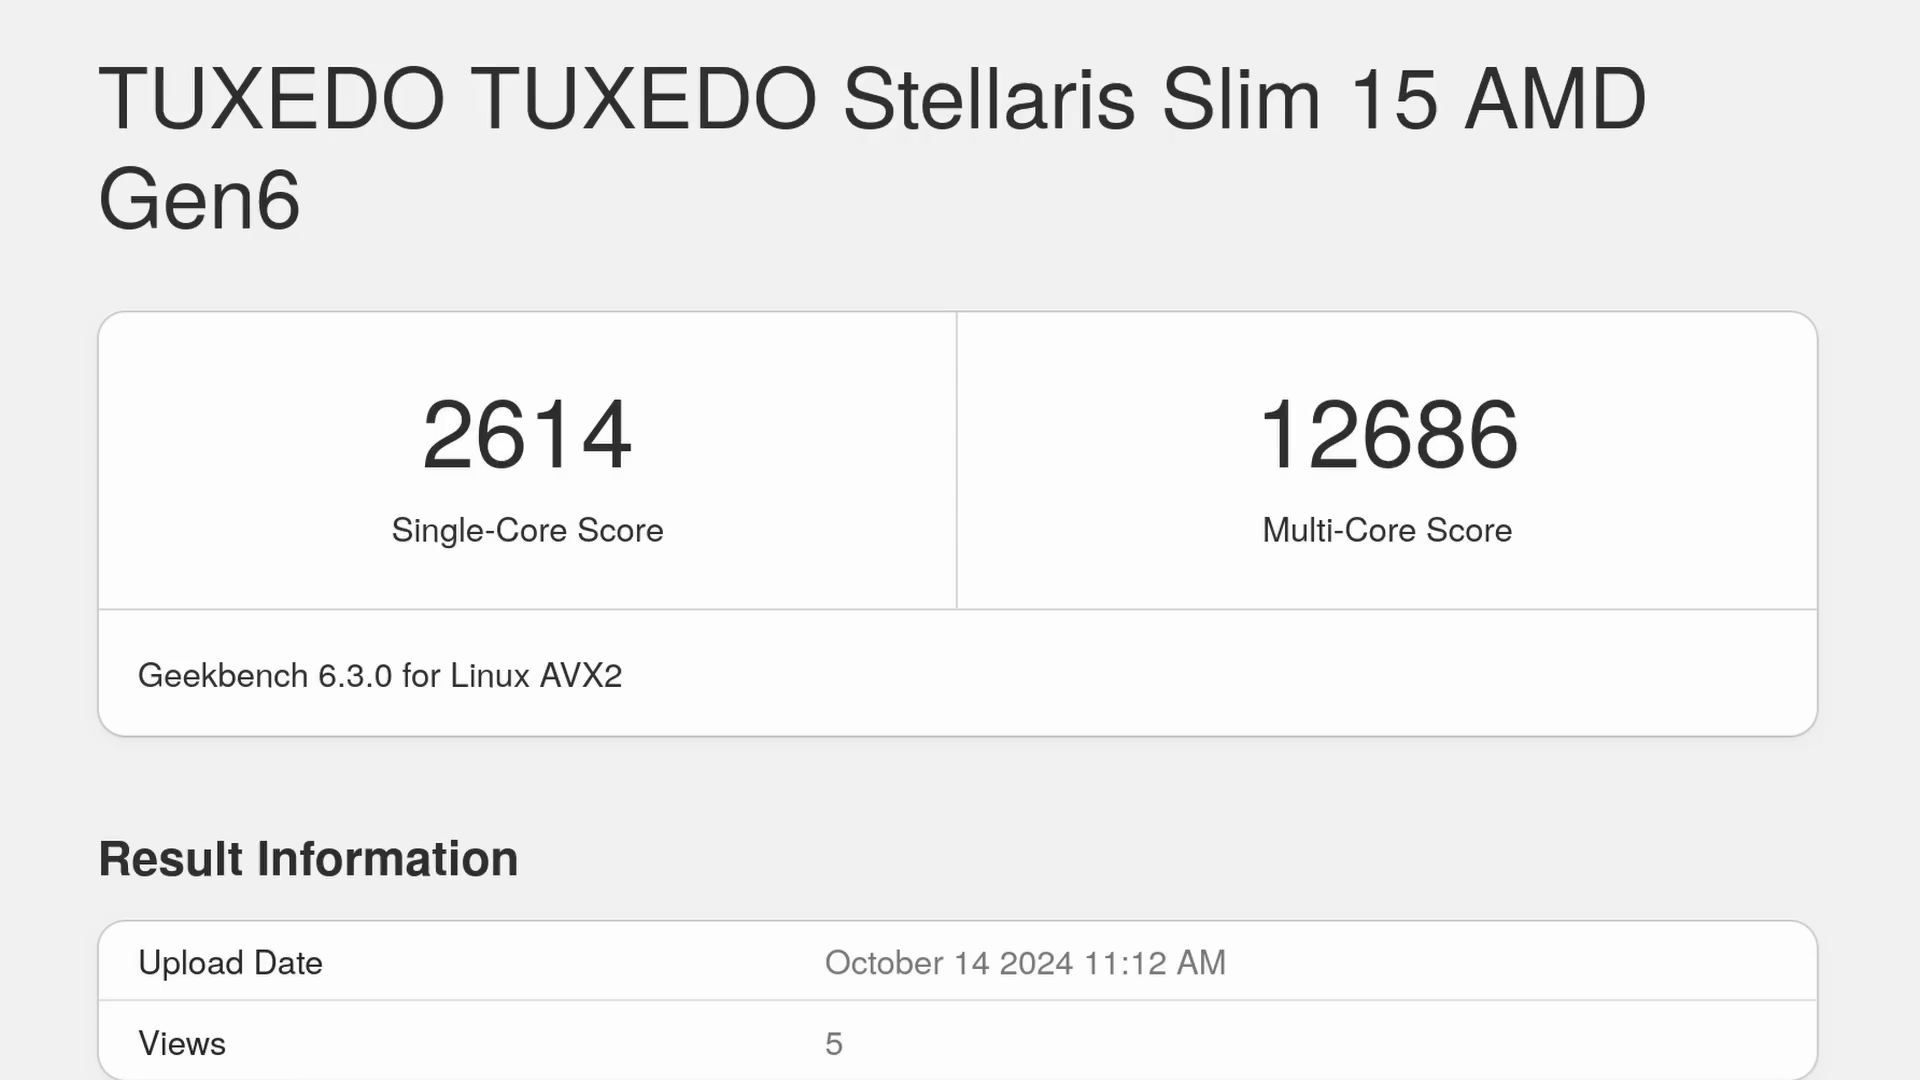 TUXEDO TUXEDO Stellaris Slim 15 AMD
Gen6
2614
12686
Single-Core Score
Multi-Core Score
Geekbench 6.3.0 for Linux AVX2
Result Information
Upload Date October 14 2024 11:12 AM
Views 5